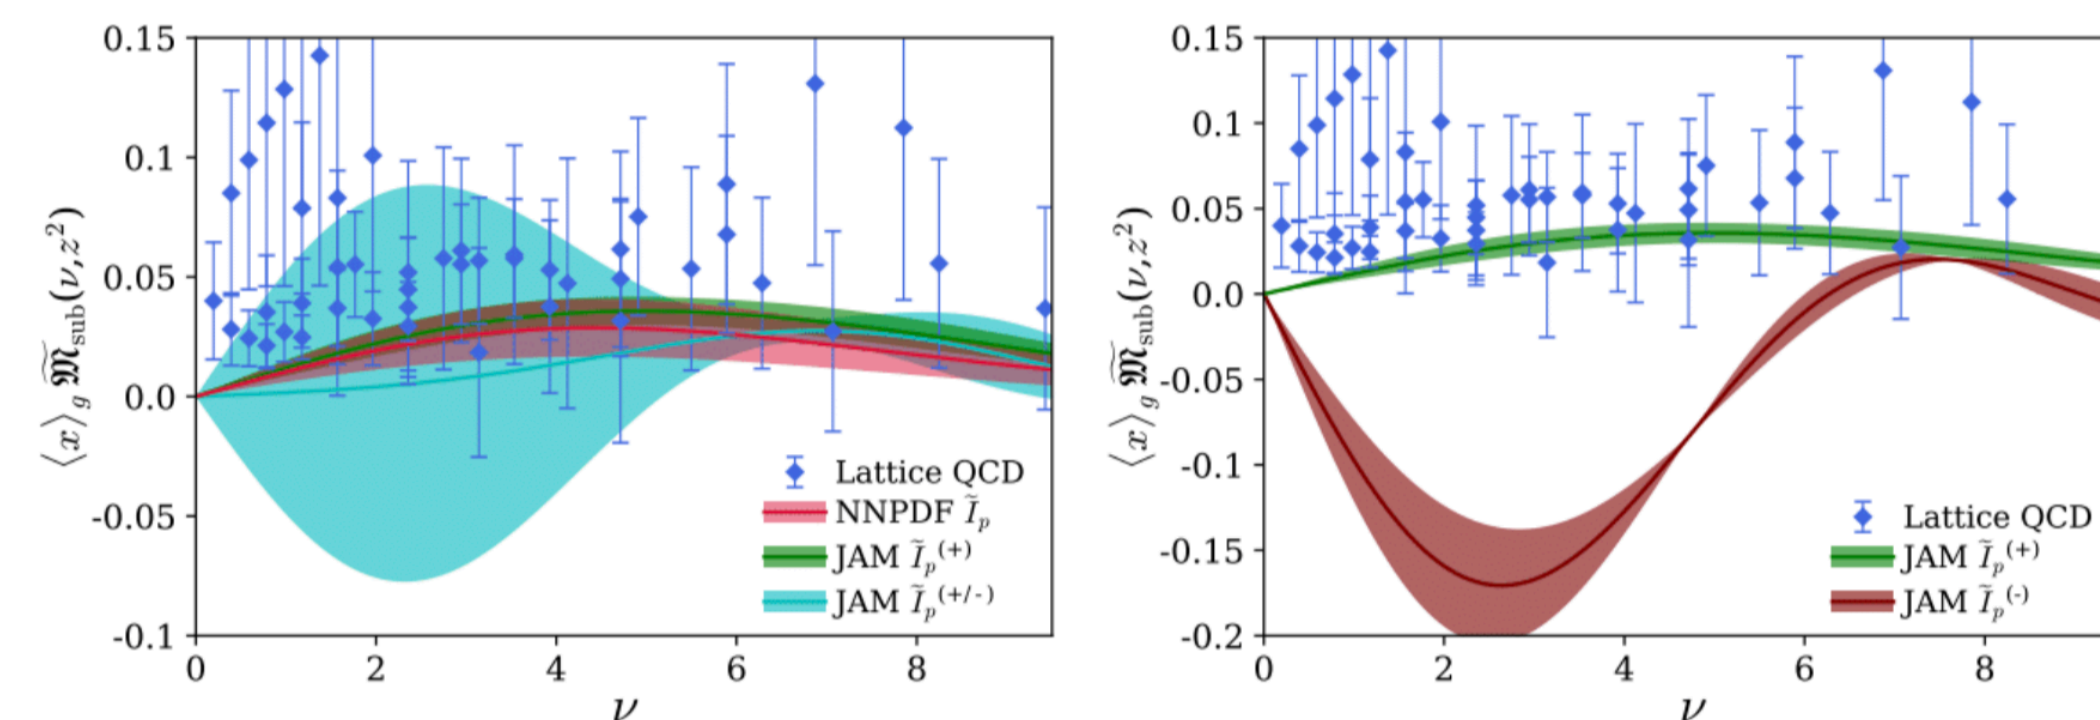 0.15
0.1
0.05
0.0
-0.05
-0.1
0 2 4 6 8
ν
⟨x⟩_g 𝔐̃_sub(ν,z²)
Lattice QCD
NNPDF Ĩ_p
JAM Ĩ_p^(+)
JAM Ĩ_p^(+/-)
0.15
0.1
0.05
0.0
-0.05
-0.1
-0.15
-0.2
0 2 4 6 8
ν
⟨x⟩_g 𝔐̃_sub(ν,z²)
Lattice QCD
JAM Ĩ_p^(+)
JAM Ĩ_p^(-)